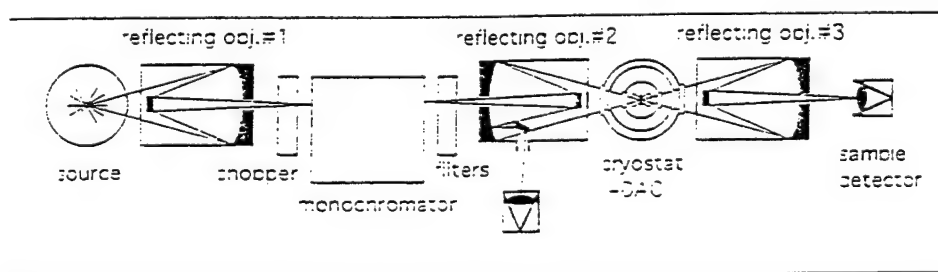 reflecting obj.#1
reflecting obj.#2
reflecting obj.#3
source
chopper
monochromator
filters
cryostat
+DAC
sample
detector